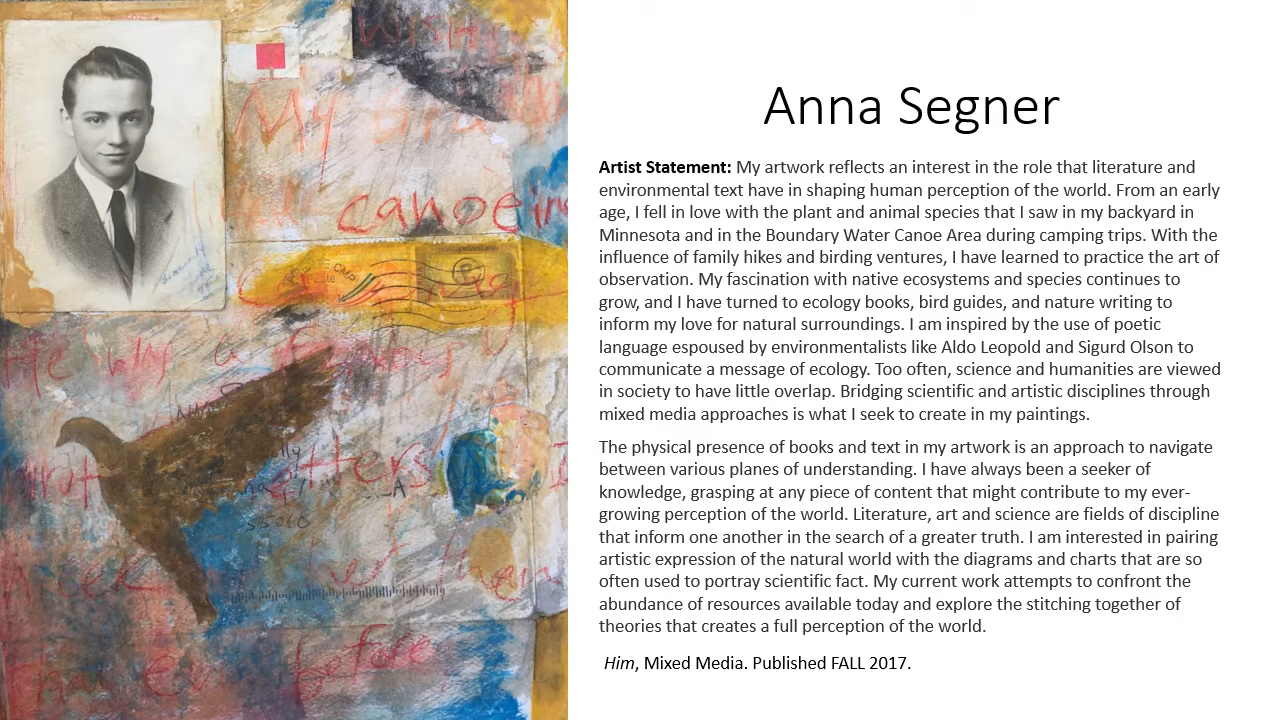 WISH
My
canoein
He was a
letters
55066
than
than eve before
Anna Segner
Artist Statement: My artwork reflects an interest in the role that literature and
environmental text have in shaping human perception of the world. From an early
age, I fell in love with the plant and animal species that I saw in my backyard in
Minnesota and in the Boundary Water Canoe Area during camping trips. With the
influence of family hikes and birding ventures, I have learned to practice the art of
observation. My fascination with native ecosystems and species continues to
grow, and I have turned to ecology books, bird guides, and nature writing to
inform my love for natural surroundings. I am inspired by the use of poetic
language espoused by environmentalists like Aldo Leopold and Sigurd Olson to
communicate a message of ecology. Too often, science and humanities are viewed
in society to have little overlap. Bridging scientific and artistic disciplines through
mixed media approaches is what I seek to create in my paintings.
The physical presence of books and text in my artwork is an approach to navigate
between various planes of understanding. I have always been a seeker of
knowledge, grasping at any piece of content that might contribute to my ever-
growing perception of the world. Literature, art and science are fields of discipline
that inform one another in the search of a greater truth. I am interested in pairing
artistic expression of the natural world with the diagrams and charts that are so
often used to portray scientific fact. My current work attempts to confront the
abundance of resources available today and explore the stitching together of
theories that creates a full perception of the world.
Him, Mixed Media. Published FALL 2017.